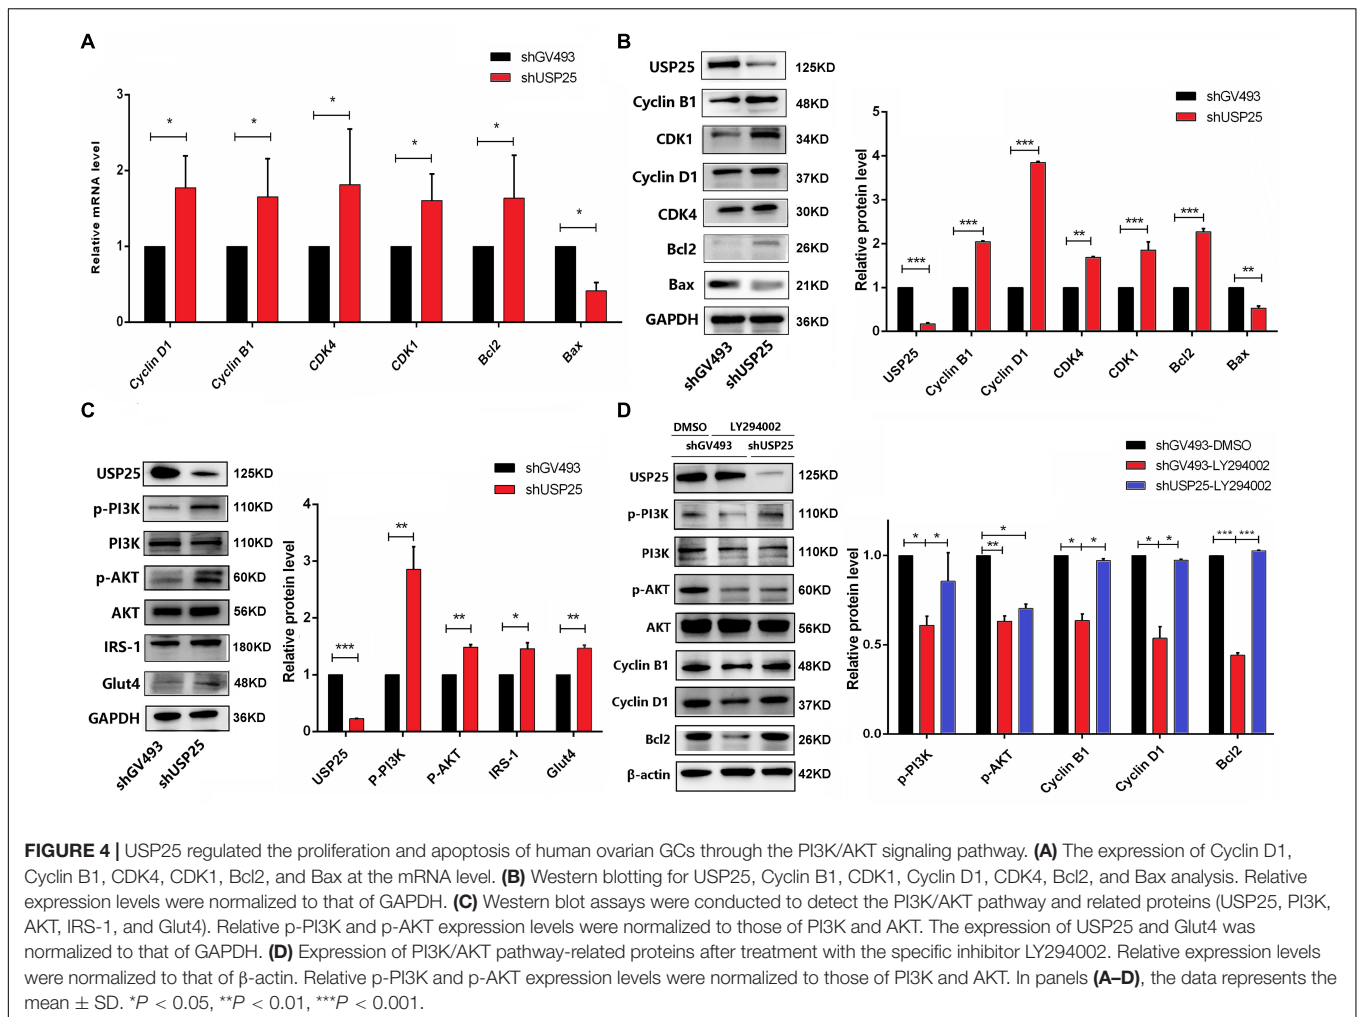 A
shGV493
shUSP25
Relative mRNA level
3
2
1
0
*
*
*
*
*
*
Cyclin D1
Cyclin B1
CDK4
CDK1
Bcl2
Bax
B
USP25 125KD
Cyclin B1 48KD
CDK1 34KD
Cyclin D1 37KD
CDK4 30KD
Bcl2 26KD
Bax 21KD
GAPDH 36KD
shGV493
shUSP25
shGV493
shUSP25
Relative protein level
5
4
3
2
1
0
***
***
***
**
***
***
**
USP25
Cyclin B1
Cyclin D1
CDK4
CDK1
Bcl2
Bax
C
USP25 125KD
p-PI3K 110KD
PI3K 110KD
p-AKT 60KD
AKT 56KD
IRS-1 180KD
Glut4 48KD
GAPDH 36KD
shGV493
shUSP25
shGV493
shUSP25
Relative protein level
4
3
2
1
0
***
**
**
*
**
USP25
P-PI3K
P-AKT
IRS-1
Glut4
D
DMSO LY294002
shGV493 shUSP25
USP25 125KD
p-PI3K 110KD
PI3K 110KD
p-AKT 60KD
AKT 56KD
Cyclin B1 48KD
Cyclin D1 37KD
Bcl2 26KD
β-actin 42KD
shGV493-DMSO
shGV493-LY294002
shUSP25-LY294002
Relative protein level
1.0
0.5
0.0
* *
*
**
* *
* *
*** ***
p-PI3K
p-AKT
Cyclin B1
Cyclin D1
Bcl2
FIGURE 4 | USP25 regulated the proliferation and apoptosis of human ovarian GCs through the PI3K/AKT signaling pathway. (A) The expression of Cyclin D1,
Cyclin B1, CDK4, CDK1, Bcl2, and Bax at the mRNA level. (B) Western blotting for USP25, Cyclin B1, CDK1, Cyclin D1, CDK4, Bcl2, and Bax analysis. Relative
expression levels were normalized to that of GAPDH. (C) Western blot assays were conducted to detect the PI3K/AKT pathway and related proteins (USP25, PI3K,
AKT, IRS-1, and Glut4). Relative p-PI3K and p-AKT expression levels were normalized to those of PI3K and AKT. The expression of USP25 and Glut4 was
normalized to that of GAPDH. (D) Expression of PI3K/AKT pathway-related proteins after treatment with the specific inhibitor LY294002. Relative expression levels
were normalized to that of β-actin. Relative p-PI3K and p-AKT expression levels were normalized to those of PI3K and AKT. In panels (A–D), the data represents the
mean ± SD. *P < 0.05, **P < 0.01, ***P < 0.001.